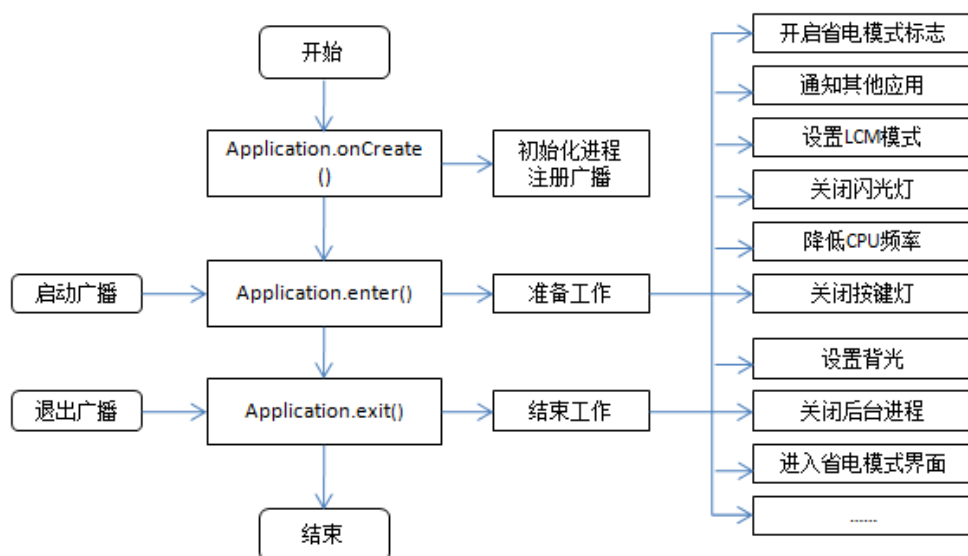 开始
Application.onCreate
()
初始化进程
注册广播
启动广播
Application.enter()
准备工作
退出广播
Application.exit()
结束工作
结束
开启省电模式标志
通知其他应用
设置LCM模式
关闭闪光灯
降低CPU频率
关闭按键灯
设置背光
关闭后台进程
进入省电模式界面
......